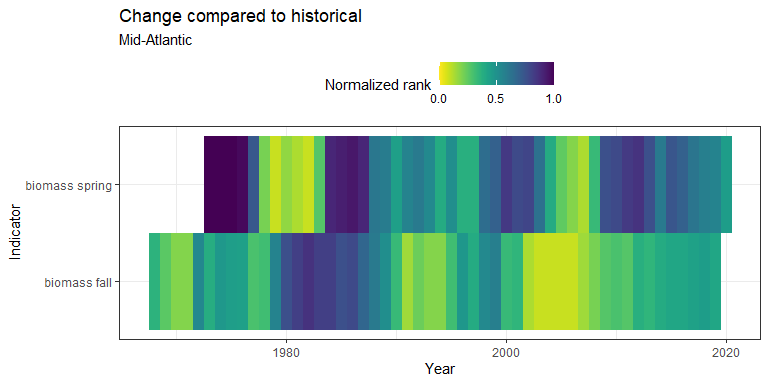 Change compared to historical
Mid-Atlantic
Normalized rank
0.0 0.5 1.0
Indicator
biomass spring
biomass fall
1980 2000 2020
Year